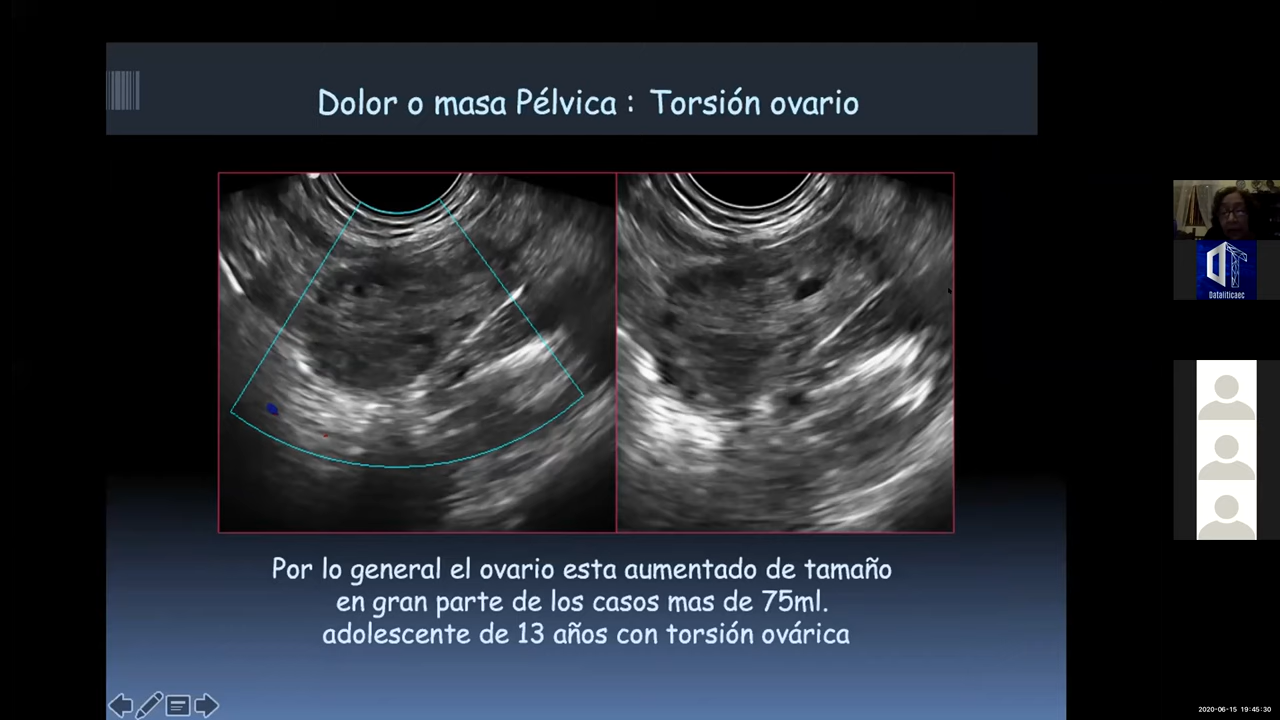 Dolor o masa Pélvica : Torsión ovario
Por lo general el ovario esta aumentado de tamaño
en gran parte de los casos mas de 75ml.
adolescente de 13 años con torsión ovárica
Dataliticaec
2020-06-15 19:45:30